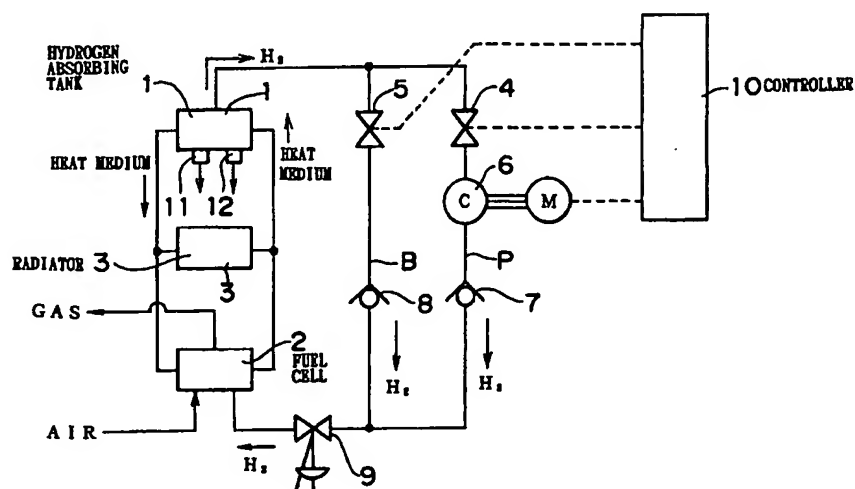 HYDROGEN
ABSORBING
TANK
H₂
1
1
5
4
10 CONTROLLER
HEAT MEDIUM
HEAT
MEDIUM
11
12
6
C
M
RADIATOR 3
3
B
P
8
7
GAS
2
FUEL
CELL
H₂
H₂
AIR
H₂
9